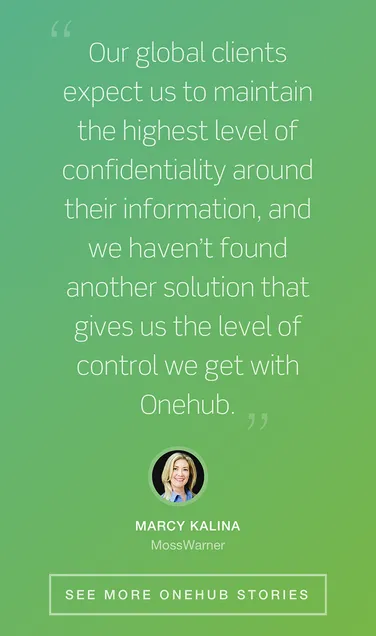 “
Our global clients
expect us to maintain
the highest level of
confidentiality around
their information, and
we haven’t found
another solution that
gives us the level of
control we get with
Onehub.
”
MARCY KALINA
MossWarner
SEE MORE ONEHUB STORIES